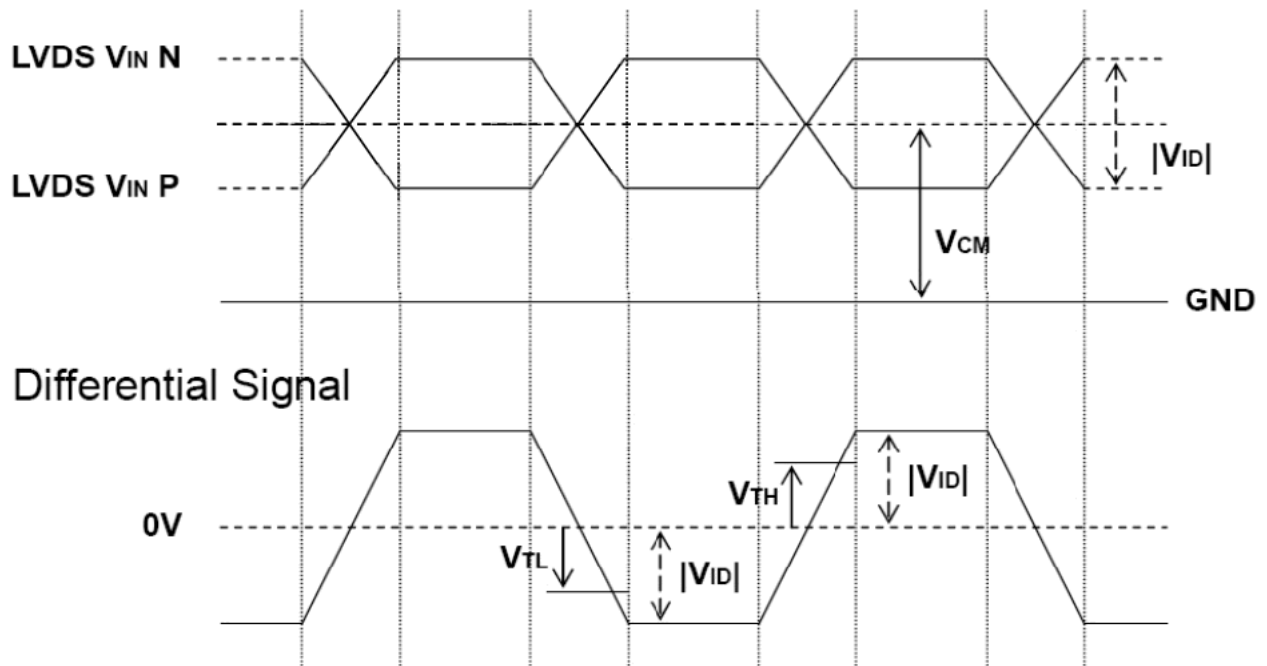 LVDS VIN N
|VID|
LVDS VIN P
VCM
GND
Differential Signal
|VID|
VTH
0V
VTL
|VID|